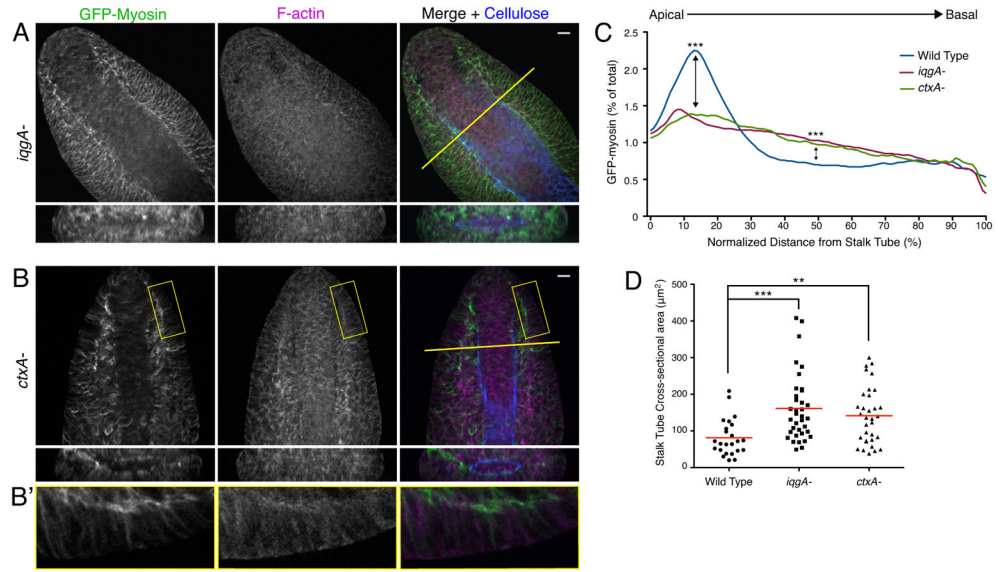 GFP-Myosin F-actin Merge + Cellulose
A
iqgA-
B
ctxA-
B'
Apical Basal
C
2.5
2.0
1.5
1.0
0.5
0
GFP-myosin (% of total)
***
***
Wild Type
iqgA-
ctxA-
0 10 20 30 40 50 60 70 80 90 100
Normalized Distance from Stalk Tube (%)
D
500
400
300
200
100
0
Stalk Tube Cross-sectional area (µm²)
**
***
Wild Type iqgA- ctxA-